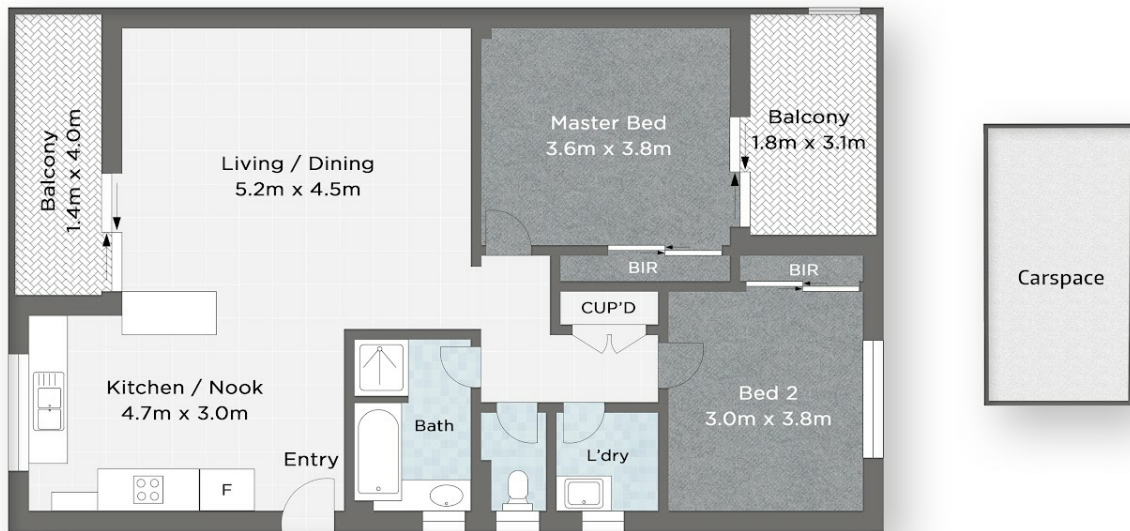 Balcony
1.4m x 4.0m
Living / Dining
5.2m x 4.5m
Master Bed
3.6m x 3.8m
Balcony
1.8m x 3.1m
BIR
BIR
CUP'D
Carspace
Kitchen / Nook
4.7m x 3.0m
Bath
Bed 2
3.0m x 3.8m
Entry
F
L'dry